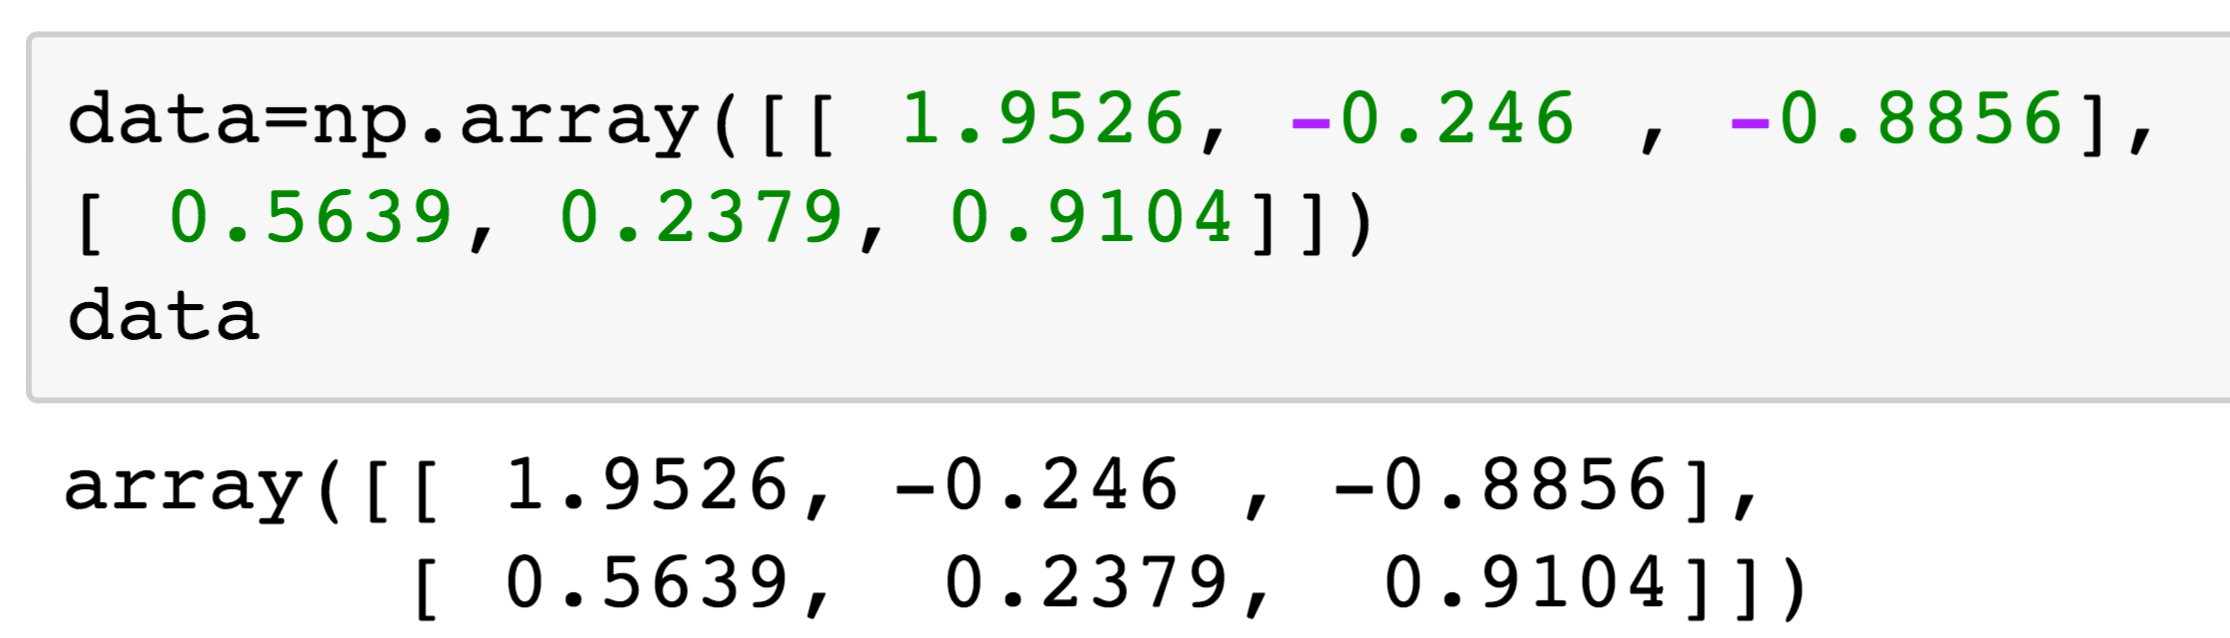 data=np.array([[ 1.9526, -0.246 , -0.8856],
[ 0.5639, 0.2379, 0.9104]])
data
array([[ 1.9526, -0.246 , -0.8856],
       [ 0.5639,  0.2379,  0.9104]])